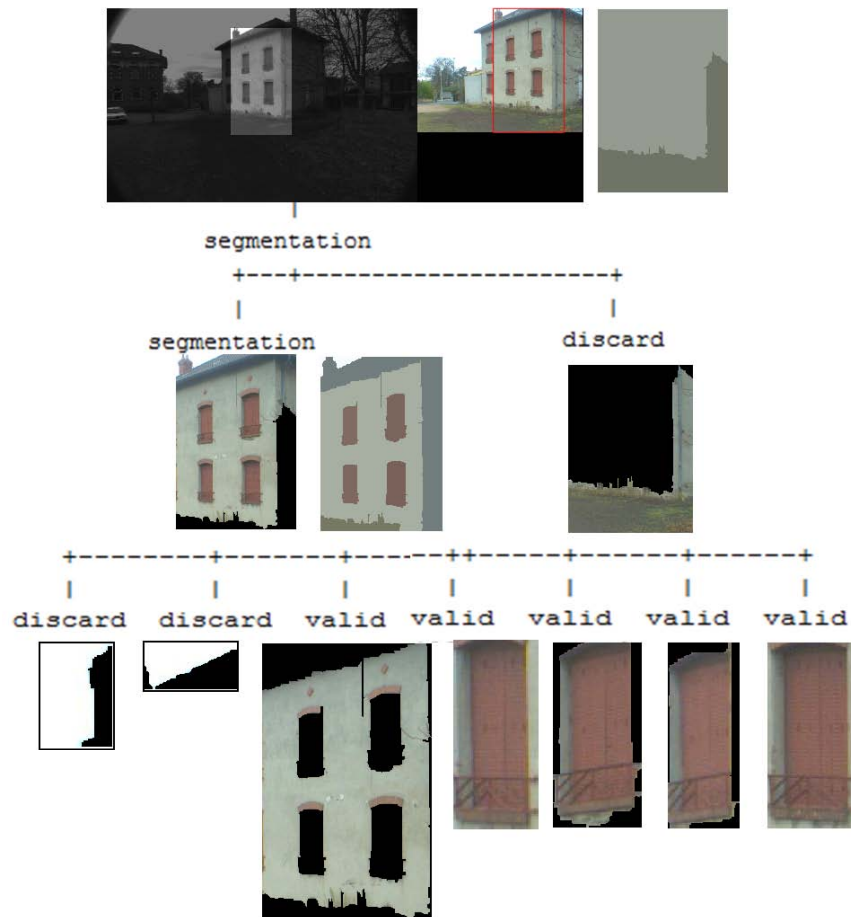 segmentation
+---+-----------------------+
segmentation discard
+--------+-------+------++-----+------+------+
discard discard valid valid valid valid valid